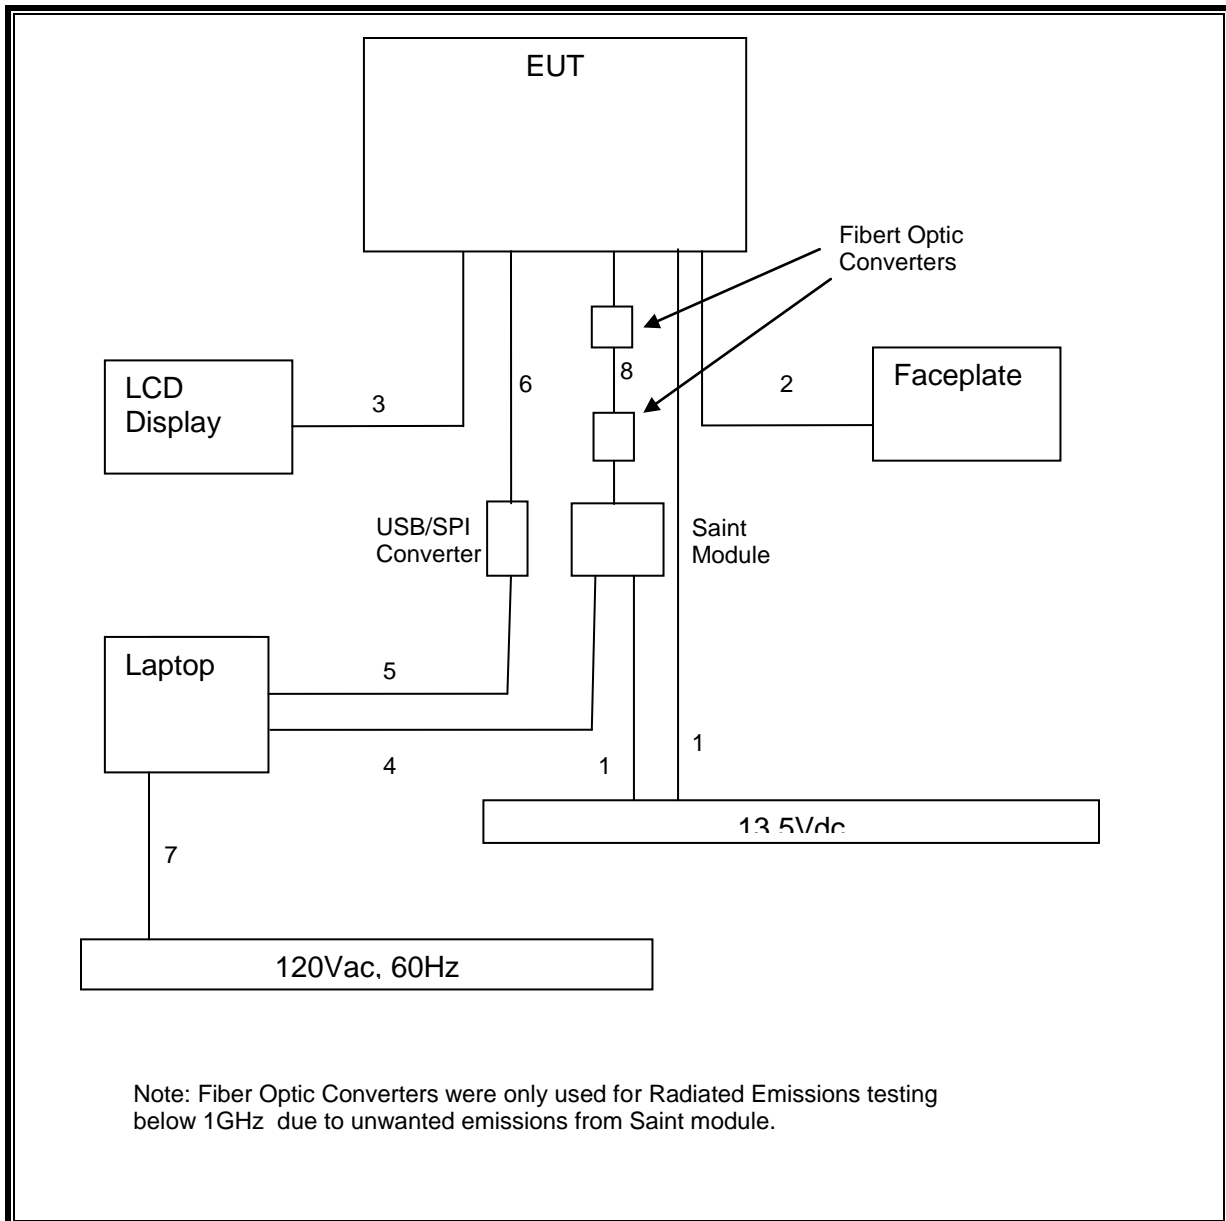 EUT
Fibert Optic
Converters
LCD
Display
3
6
8
2
Faceplate
USB/SPI
Converter
Saint
Module
Laptop
5
4
1
1
13.5Vdc
7
120Vac, 60Hz
Note: Fiber Optic Converters were only used for Radiated Emissions testing
below 1GHz due to unwanted emissions from Saint module.